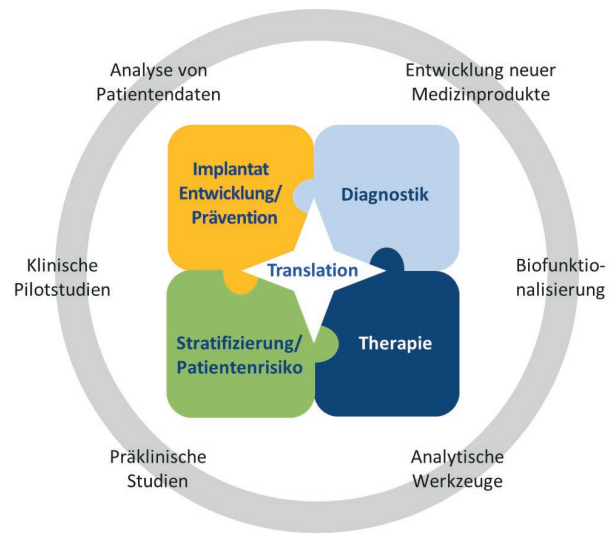 Analyse von
Patientendaten
Entwicklung neuer
Medizinprodukte
Implantat
Entwicklung/
Prävention
Diagnostik
Klinische
Pilotstudien
Translation
Biofunktio-
nalisierung
Stratifizierung/
Patientenrisiko
Therapie
Präklinische
Studien
Analytische
Werkzeuge